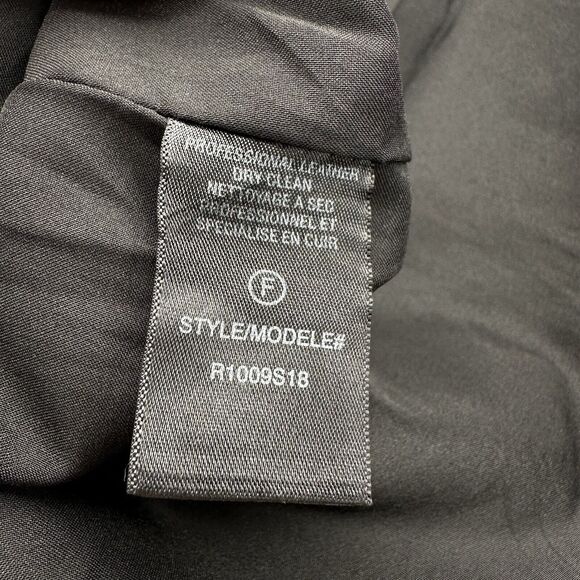 PROFESSIONAL LEATHER
DRY CLEAN
NETTOYAGE A SEC
PROFESSIONNEL ET
SPECIALISE EN CUIR
F
STYLE/MODELE#
R1009S18